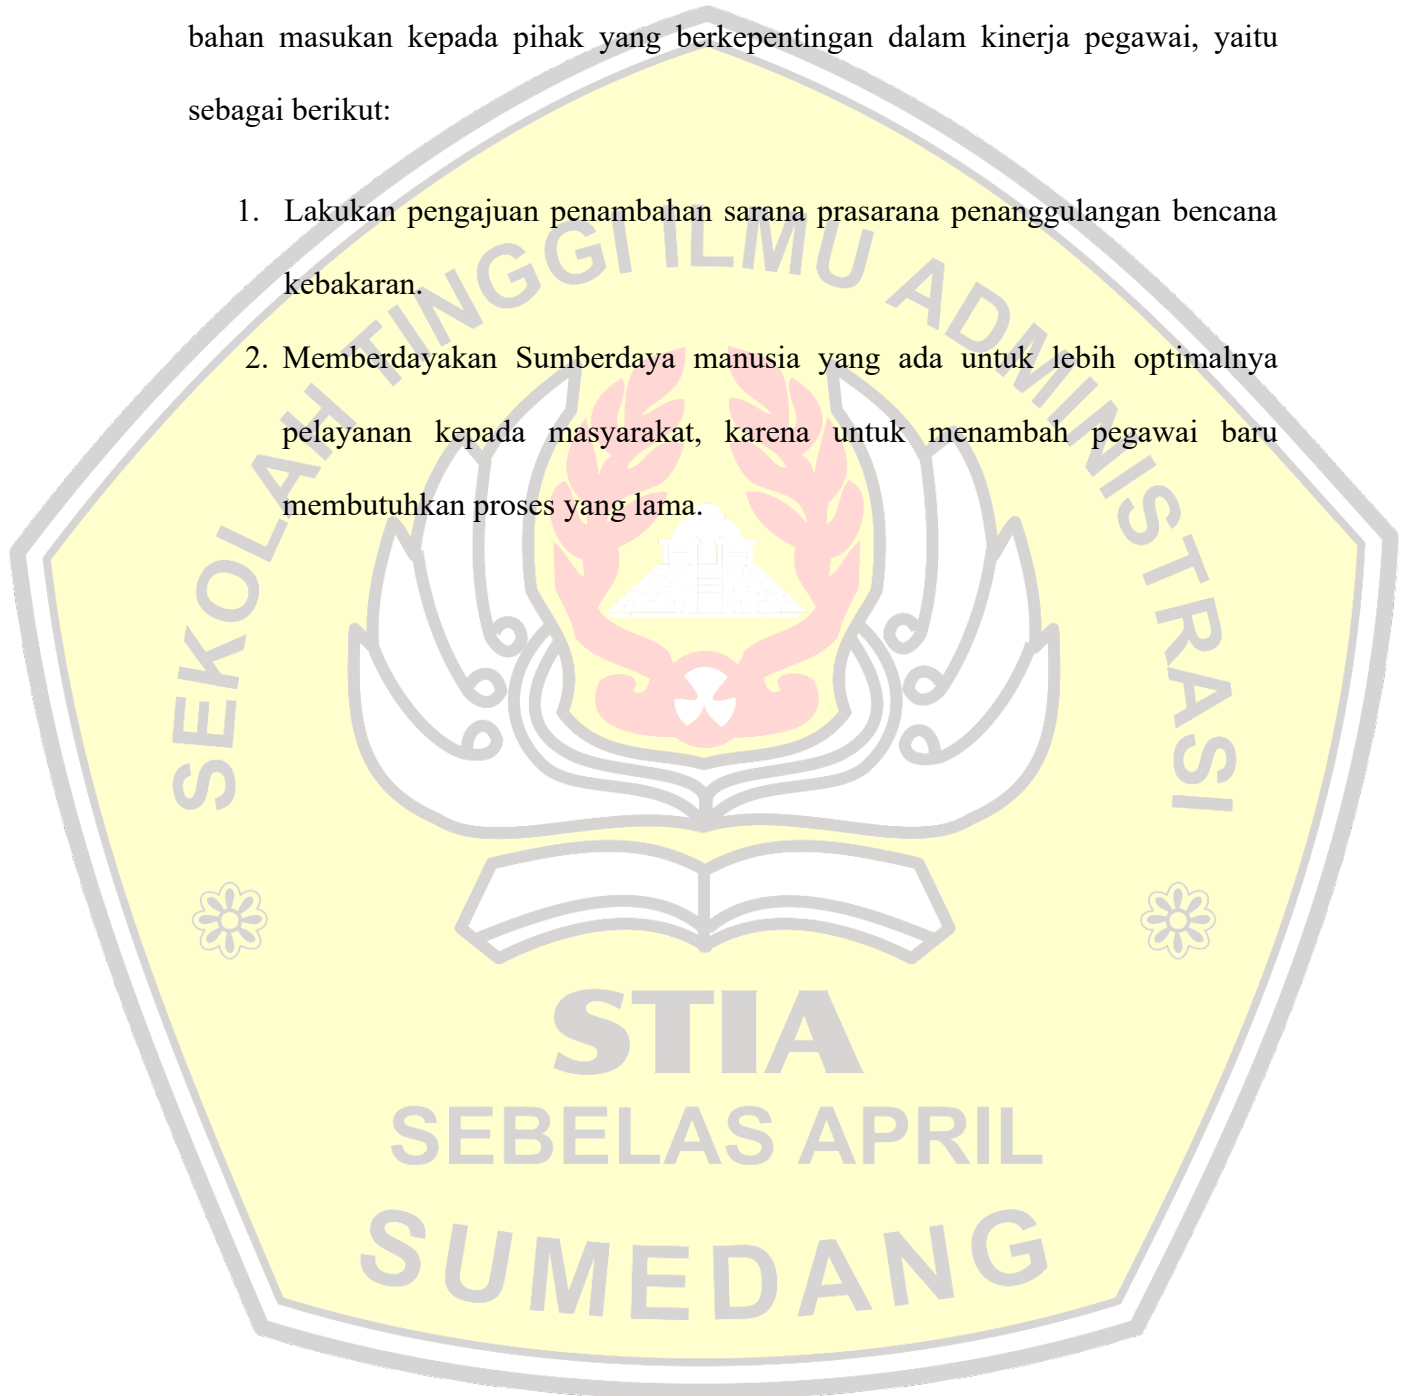 bahan masukan kepada pihak yang berkepentingan dalam kinerja pegawai, yaitu
sebagai berikut:
1. Lakukan pengajuan penambahan sarana prasarana penanggulangan bencana
kebakaran.
2. Memberdayakan Sumberdaya manusia yang ada untuk lebih optimalnya
pelayanan kepada masyarakat, karena untuk menambah pegawai baru
membutuhkan proses yang lama.
SEKOLAH TINGGI ILMU ADMINISTRASI
STIA
SEBELAS APRIL
SUMEDANG